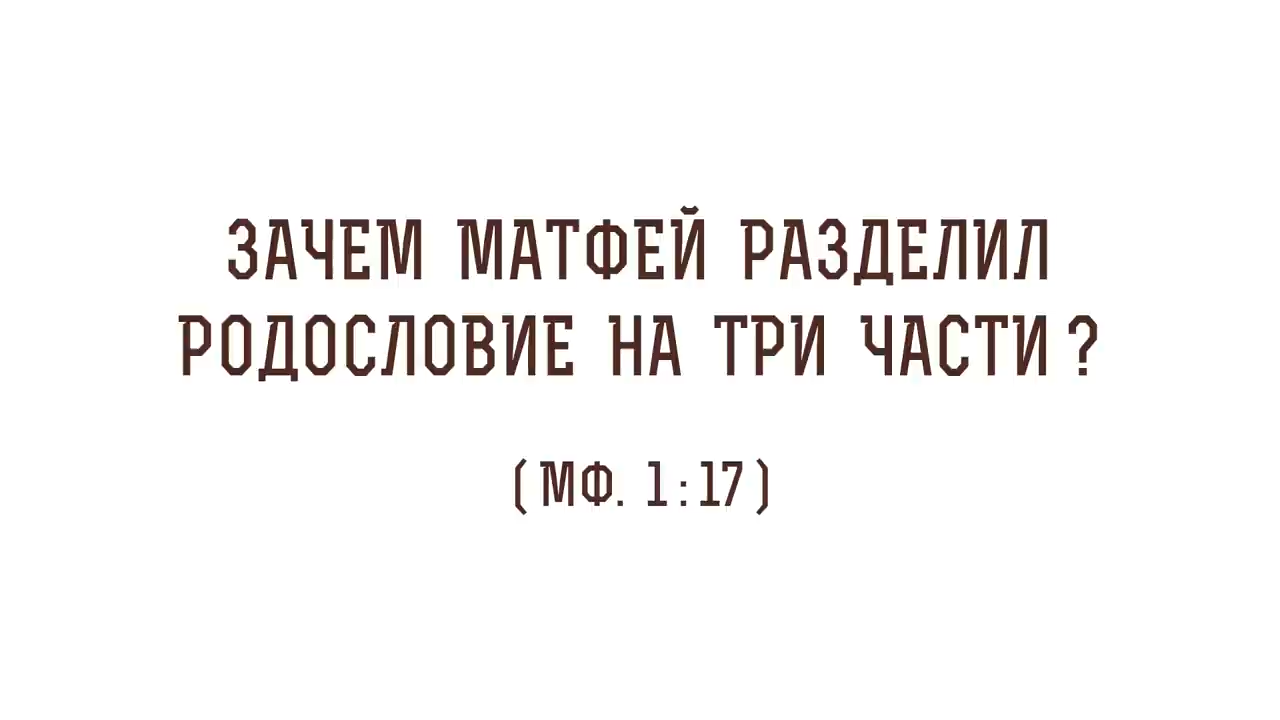 ЗАЧЕМ МАТФЕЙ РАЗДЕЛИЛ
РОДОСЛОВИЕ НА ТРИ ЧАСТИ?
(МФ. 1:17)